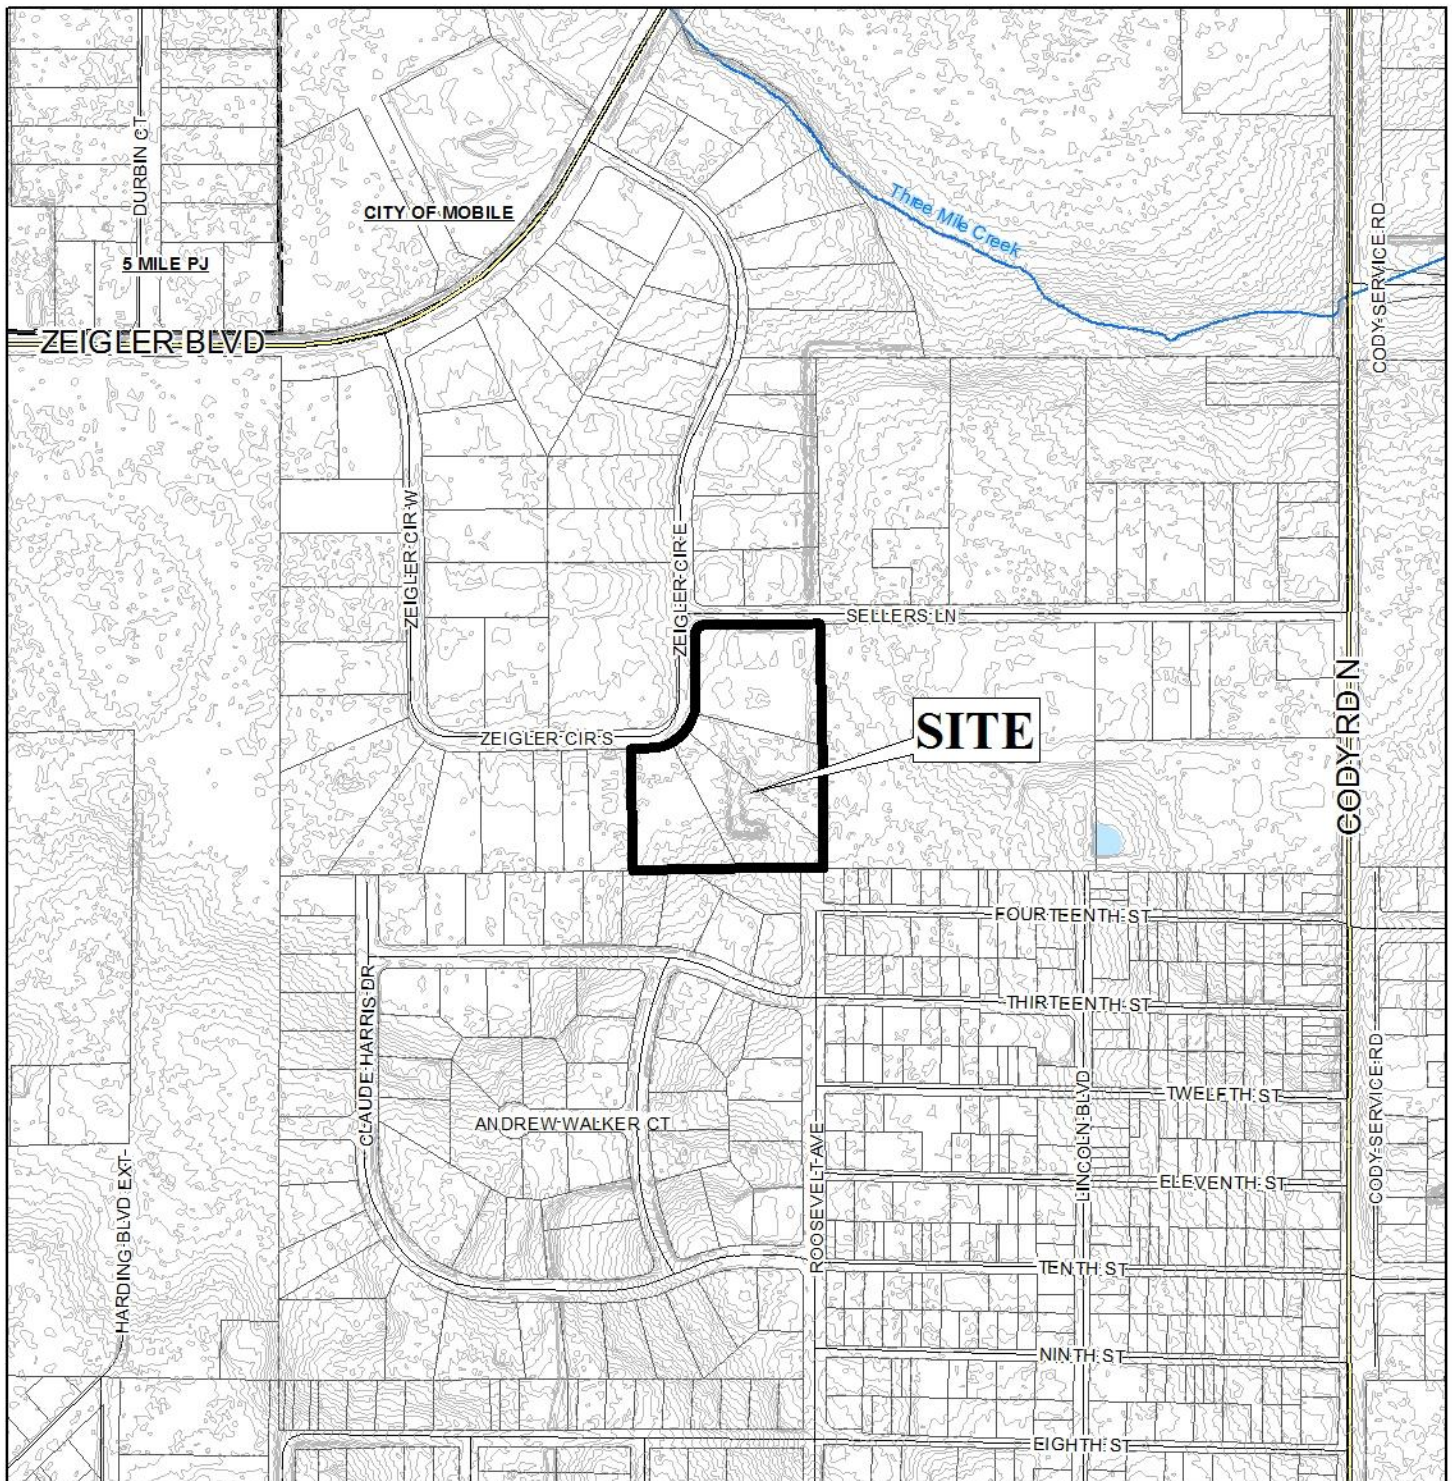 DURBIN CT
CITY OF MOBILE
5 MILE PJ
Three Mile Creek
CODY SERVICE RD
ZEIGLER BLVD
ZEIGLER CIR W
ZEIGLER CIR E
SELLERS LN
SITE
ZEIGLER CIR S
CODY RD N
FOURTEENTH ST
CLAUDE HARRIS DR
THIRTEENTH ST
TWELFTH ST
LINCOLN BLVD
CODY SERVICE RD
ANDREW WALKER CT
ROOSEVELT AVE
ELEVENTH ST
HARDING BLVD EXT
TENTH ST
NINTH ST
EIGHTH ST